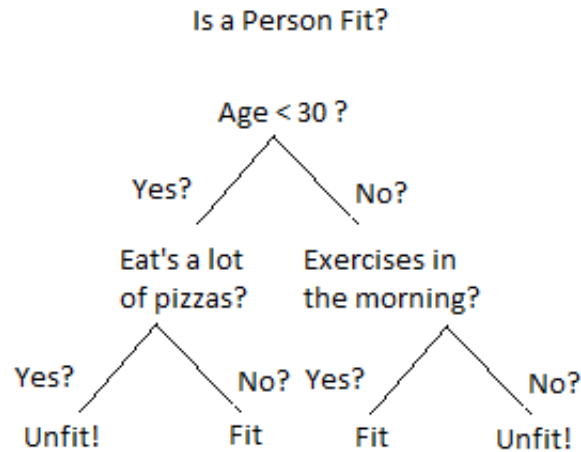 Is a Person Fit?
Age < 30 ?
Yes?
No?
Eat's a lot
of pizzas?
Exercises in
the morning?
Yes?
No?
Yes?
No?
Unfit!
Fit
Fit
Unfit!